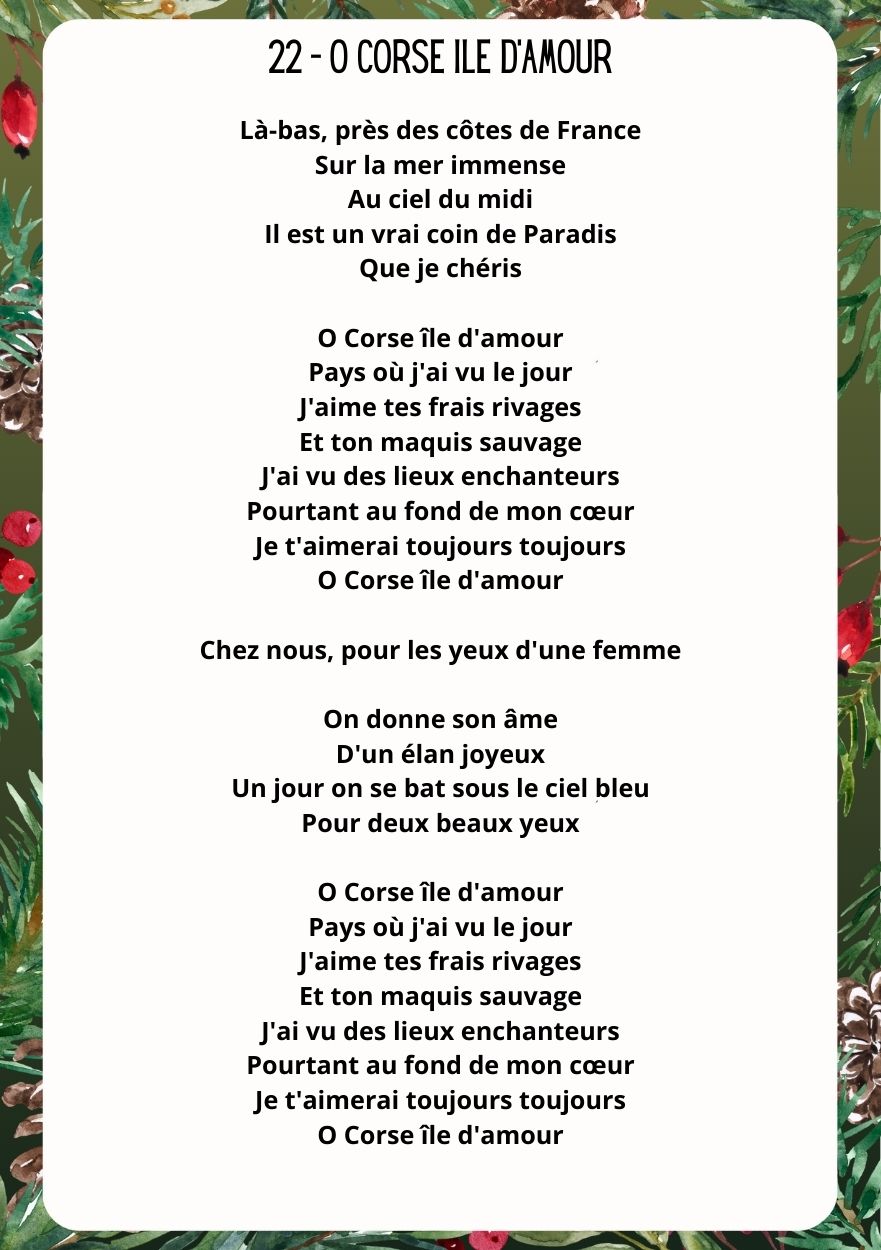 22 - O CORSE ILE D'AMOUR
Là-bas, près des côtes de France
Sur la mer immense
Au ciel du midi
Il est un vrai coin de Paradis
Que je chéris
O Corse île d'amour
Pays où j'ai vu le jour
J'aime tes frais rivages
Et ton maquis sauvage
J'ai vu des lieux enchanteurs
Pourtant au fond de mon cœur
Je t'aimerai toujours toujours
O Corse île d'amour
Chez nous, pour les yeux d'une femme
On donne son âme
D'un élan joyeux
Un jour on se bat sous le ciel bleu
Pour deux beaux yeux
O Corse île d'amour
Pays où j'ai vu le jour
J'aime tes frais rivages
Et ton maquis sauvage
J'ai vu des lieux enchanteurs
Pourtant au fond de mon cœur
Je t'aimerai toujours toujours
O Corse île d'amour